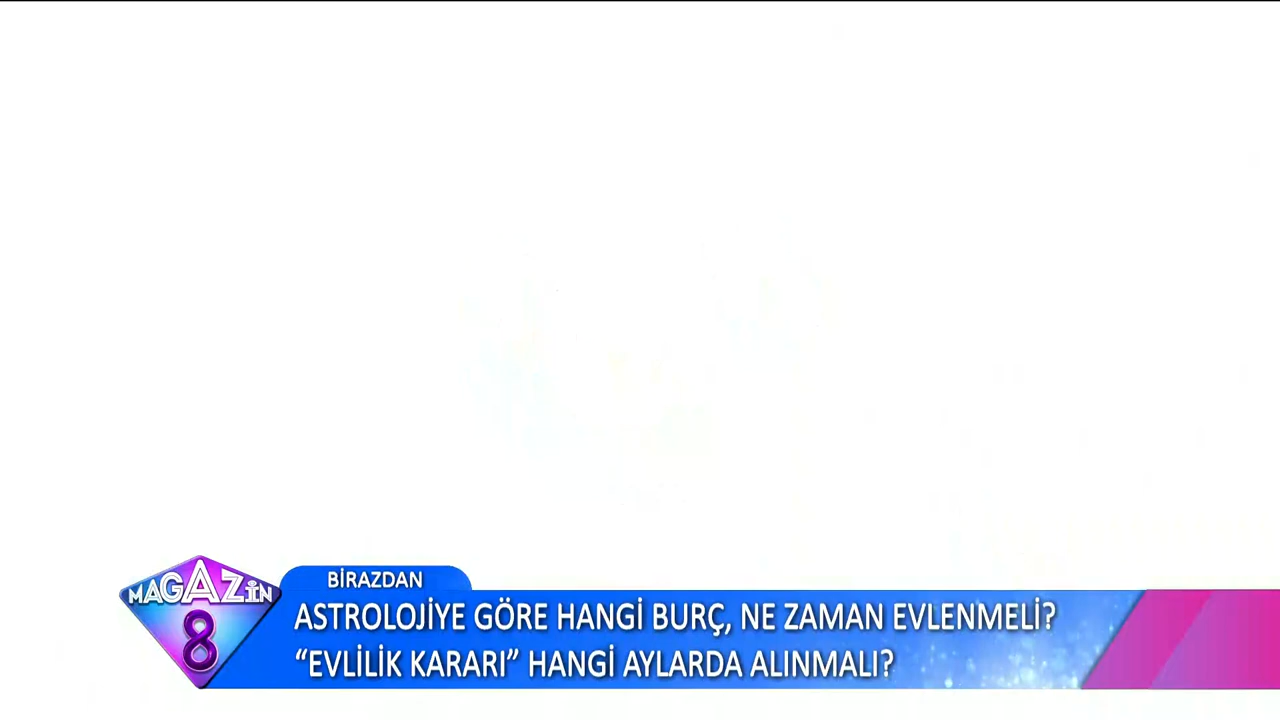 BİRAZDAN
MAGAZİN
8
ASTROLOJİYE GÖRE HANGİ BURÇ, NE ZAMAN EVLENMELİ?
“EVLİLİK KARARI” HANGİ AYLARDA ALINMALI?